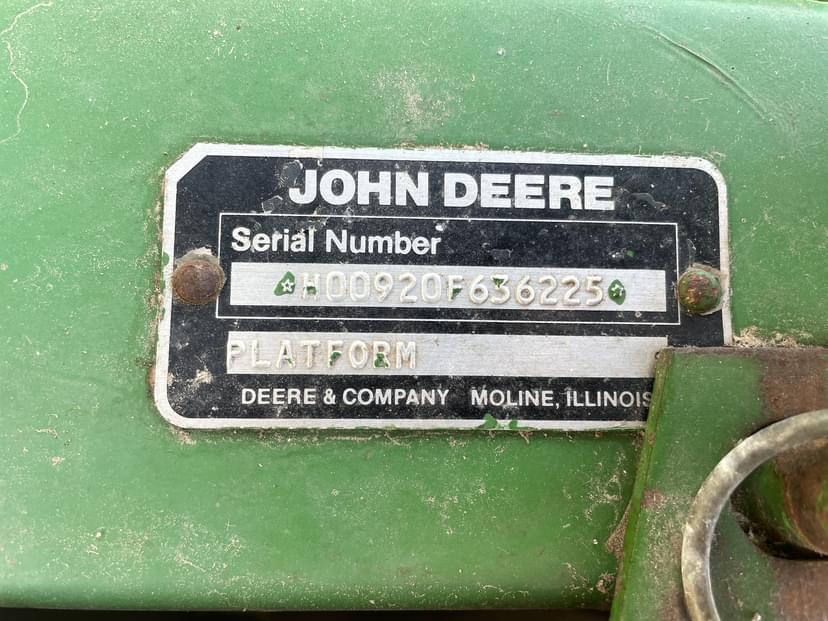 JOHN DEERE
Serial Number
☆H00920F636225☆
PLATFORM
DEERE & COMPANY MOLINE, ILLINOIS